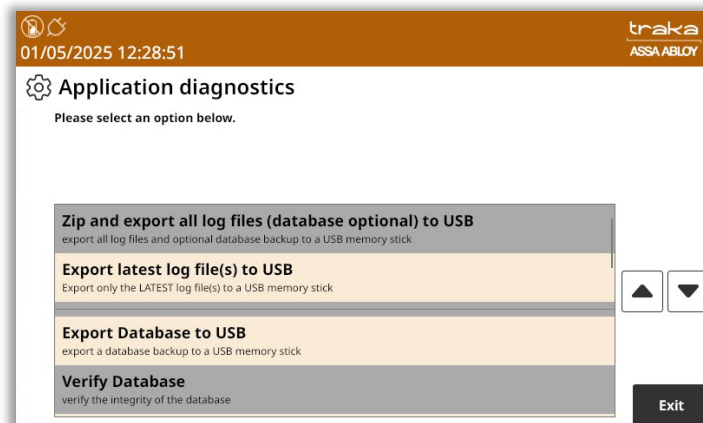 01/05/2025 12:28:51
traka
ASSA ABLOY
Application diagnostics
Please select an option below.
Zip and export all log files (database optional) to USB
export all log files and optional database backup to a USB memory stick
Export latest log file(s) to USB
Export only the LATEST log file(s) to a USB memory stick
Export Database to USB
export a database backup to a USB memory stick
Verify Database
verify the integrity of the database
Exit